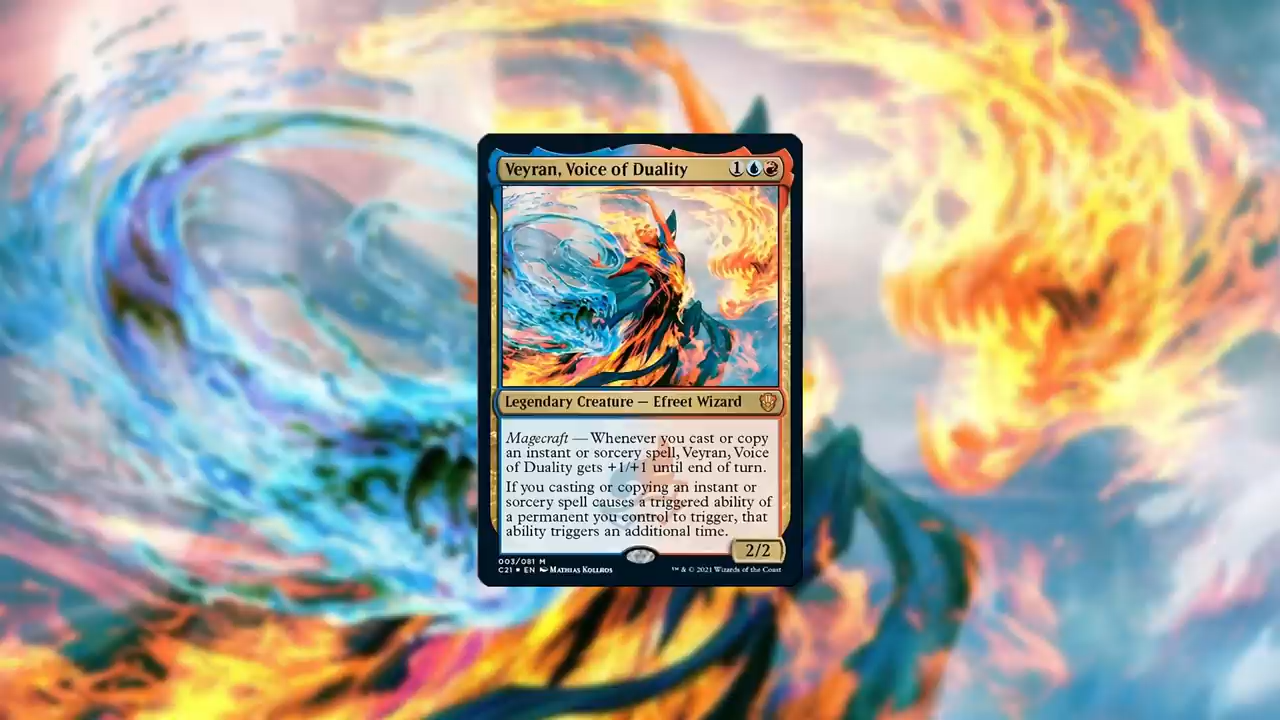 Veyran, Voice of Duality 1
Legendary Creature — Efreet Wizard
Magecraft — Whenever you cast or copy
an instant or sorcery spell, Veyran, Voice
of Duality gets +1/+1 until end of turn.
If you casting or copying an instant or
sorcery spell causes a triggered ability of
a permanent you control to trigger, that
ability triggers an additional time.
2/2
003/081 M
C21 • EN Mathias Kollros
™ & © 2021 Wizards of the Coast